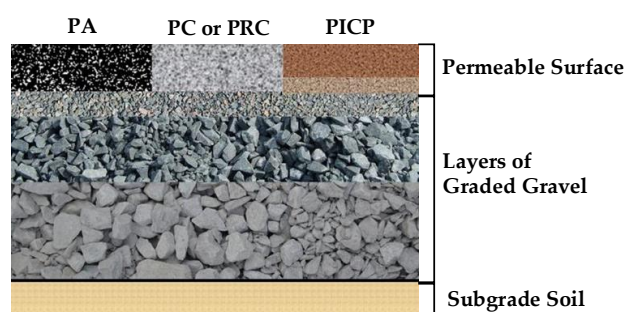 PA PC or PRC PICP
Permeable Surface
Layers of
Graded Gravel
Subgrade Soil